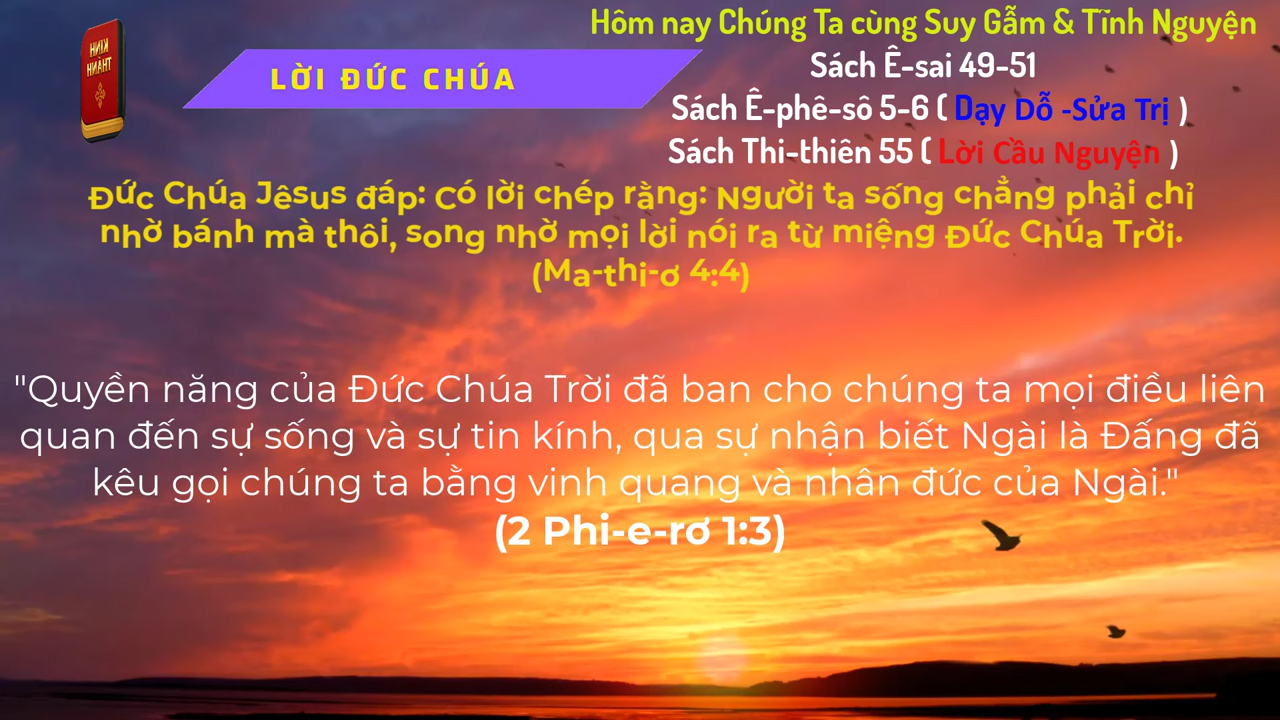 Hôm nay Chúng Ta cùng Suy Gẫm & Tĩnh Nguyện
Sách Ê-sai 49-51
Sách Ê-phê-sô 5-6 ( Dạy Dỗ -Sửa Trị )
Sách Thi-thiên 55 ( Lời Cầu Nguyện )
KINH
THÁNH
LỜI ĐỨC CHÚA
Đức Chúa Jêsus đáp: Có lời chép rằng: Người ta sống chẳng phải chỉ
nhờ bánh mà thôi, song nhờ mọi lời nói ra từ miệng Đức Chúa Trời.
(Ma-thi-ơ 4:4)
"Quyền năng của Đức Chúa Trời đã ban cho chúng ta mọi điều liên
quan đến sự sống và sự tin kính, qua sự nhận biết Ngài là Đấng đã
kêu gọi chúng ta bằng vinh quang và nhân đức của Ngài."
(2 Phi-e-rơ 1:3)